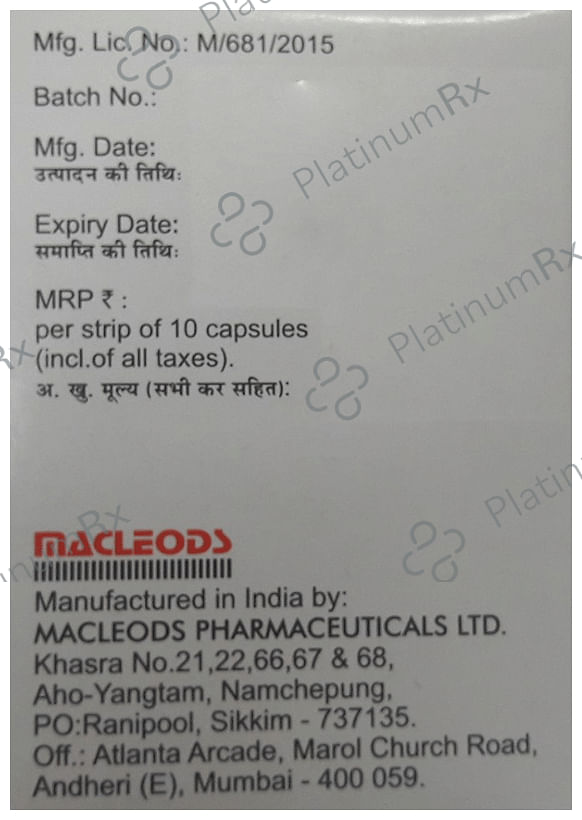 Mfg. Lic. No.: M/681/2015
Batch No.:
Mfg. Date:
उत्पादन की तिथिः
Expiry Date:
समाप्ति की तिथिः
MRP ₹ :
per strip of 10 capsules
(incl.of all taxes).
अ. खु. मूल्य (सभी कर सहित):
MACLEODS
Manufactured in India by:
MACLEODS PHARMACEUTICALS LTD.
Khasra No.21,22,66,67 & 68,
Aho-Yangtam, Namchepung,
PO:Ranipool, Sikkim - 737135.
Off.: Atlanta Arcade, Marol Church Road,
Andheri (E), Mumbai - 400 059.
PlatinumRx
PlatinumRx